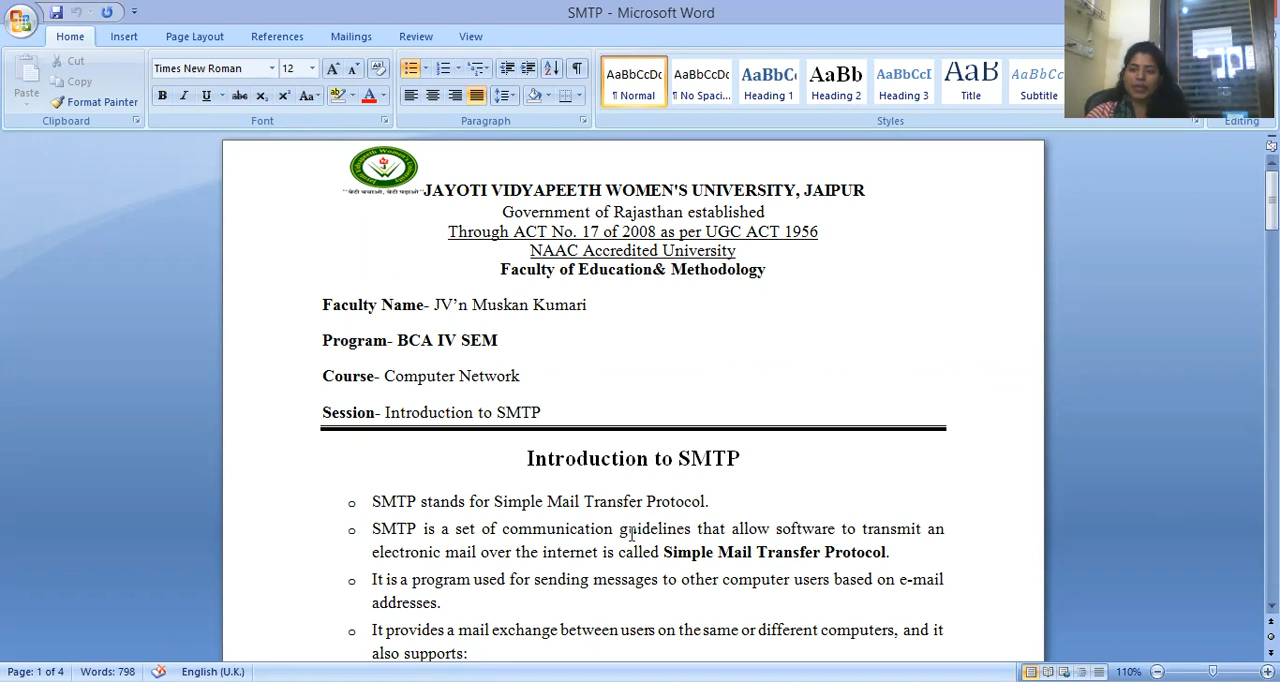 SMTP - Microsoft Word
Home Insert Page Layout References Mailings Review View
Paste
Cut
Copy
Format Painter
Clipboard
Times New Roman 12
Font
Paragraph
AaBbCcDc AaBbCcDc AaBbC AaBb AaBbCcI AaB AaBbCcI
¶ Normal ¶ No Spaci... Heading 1 Heading 2 Heading 3 Title Subtitle
Styles
Editing
JAYOTI VIDYAPEETH WOMEN'S UNIVERSITY, JAIPUR
Government of Rajasthan established
Through ACT No. 17 of 2008 as per UGC ACT 1956
NAAC Accredited University
Faculty of Education& Methodology
Faculty Name- JV’n Muskan Kumari
Program- BCA IV SEM
Course- Computer Network
Session- Introduction to SMTP
Introduction to SMTP
o SMTP stands for Simple Mail Transfer Protocol.
o SMTP is a set of communication guidelines that allow software to transmit an
electronic mail over the internet is called Simple Mail Transfer Protocol.
o It is a program used for sending messages to other computer users based on e-mail
addresses.
o It provides a mail exchange between users on the same or different computers, and it
also supports:
Page: 1 of 4 Words: 798 English (U.K.) 110%